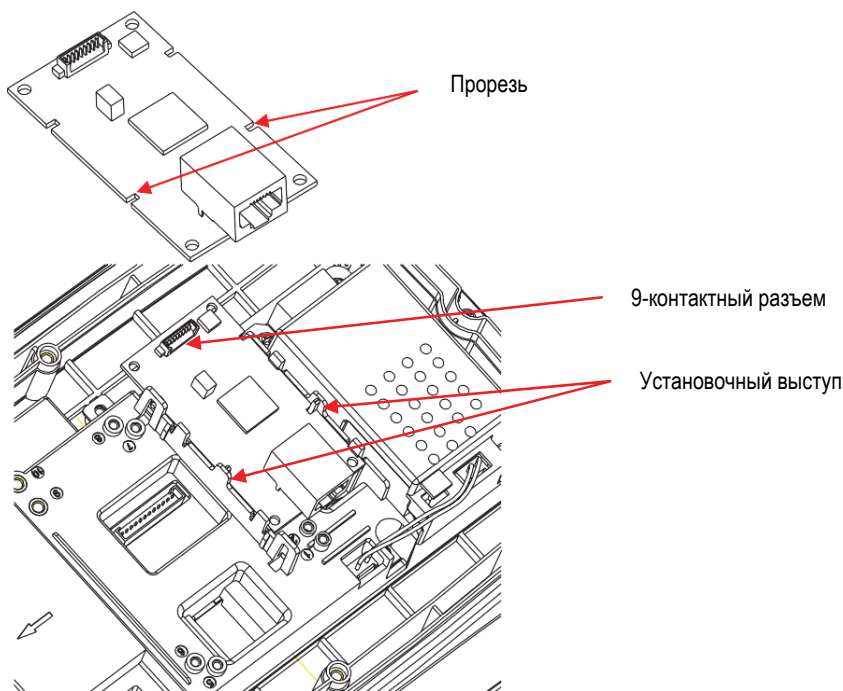 Прорезь
9-контактный разъем
Установочный выступ